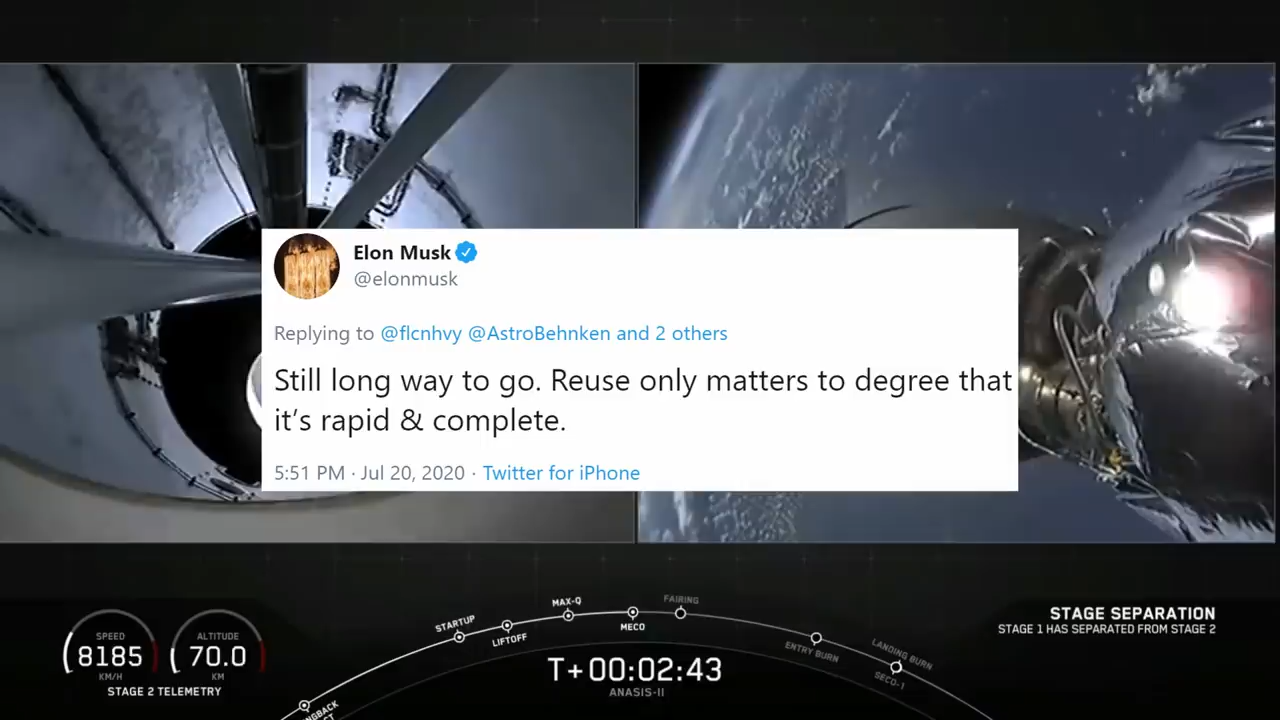 Elon Musk
@elonmusk
Replying to @flcnhvy @AstroBehnken and 2 others
Still long way to go. Reuse only matters to degree that
it's rapid & complete.
5:51 PM · Jul 20, 2020 · Twitter for iPhone
SPEED
8185
KM/H
ALTITUDE
70.0
KM
STAGE 2 TELEMETRY
STARTUP
LIFTOFF
MAX-Q
MECO
FAIRING
ENTRY BURN
LANDING BURN
SECO-1
T+00:02:43
ANASIS-II
STAGE SEPARATION
STAGE 1 HAS SEPARATED FROM STAGE 2